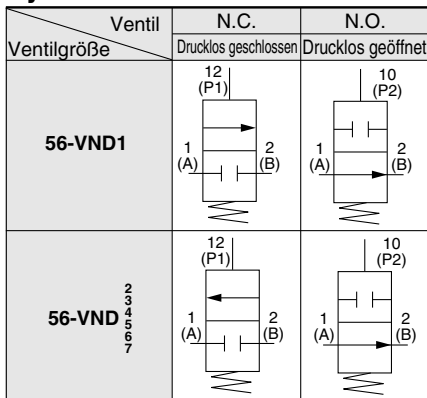 Ventil N.C. N.O.
Ventilgröße Drucklos geschlossen Drucklos geöffnet
12 10
(P1) (P2)
56-VND1
1 2 1 2
(A) (B) (A) (B)
12 10
(P1) (P2)
56-VND 2 3 4 5 6 7
1 2 1 2
(A) (B) (A) (B)